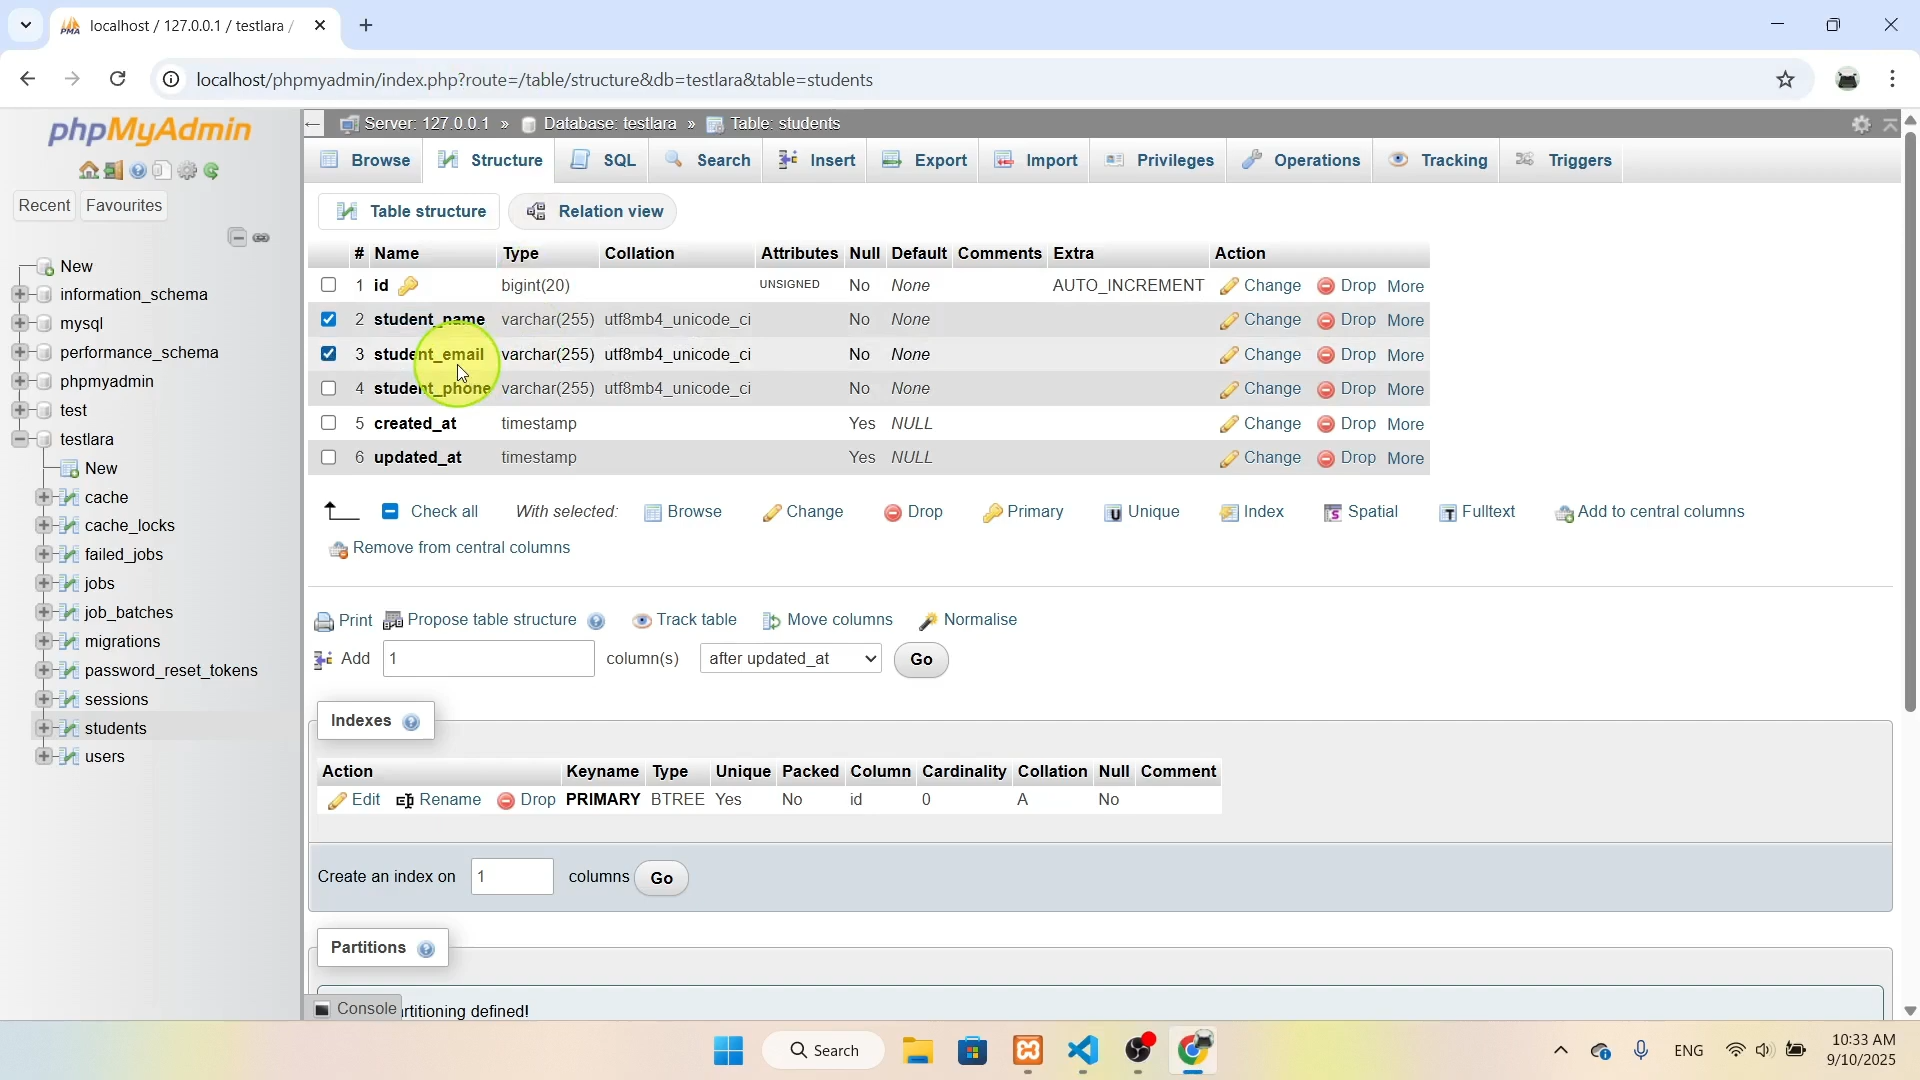 localhost / 127.0.0.1 / testlara /
localhost/phpmyadmin/index.php?route=/table/structure&db=testlara&table=students
phpMyAdmin
Recent Favourites
New
information_schema
mysql
performance_schema
phpmyadmin
test
testlara
New
cache
cache_locks
failed_jobs
jobs
job_batches
migrations
password_reset_tokens
sessions
students
users
Server: 127.0.0.1 » Database: testlara » Table: students
Browse Structure SQL Search Insert Export Import Privileges Operations Tracking Triggers
Table structure Relation view
# Name Type Collation Attributes Null Default Comments Extra Action
1 id bigint(20) UNSIGNED No None AUTO_INCREMENT Change Drop More
2 student_name varchar(255) utf8mb4_unicode_ci No None Change Drop More
3 student_email varchar(255) utf8mb4_unicode_ci No None Change Drop More
4 student_phone varchar(255) utf8mb4_unicode_ci No None Change Drop More
5 created_at timestamp Yes NULL Change Drop More
6 updated_at timestamp Yes NULL Change Drop More
Check all With selected: Browse Change Drop Primary Unique Index Spatial Fulltext Add to central columns
Remove from central columns
Print Propose table structure Track table Move columns Normalise
Add 1 column(s) after updated_at Go
Indexes
Action Keyname Type Unique Packed Column Cardinality Collation Null Comment
Edit Rename Drop PRIMARY BTREE Yes No id 0 A No
Create an index on 1 columns Go
Partitions
Console
partitioning defined!
Search
ENG
10:33 AM
9/10/2025